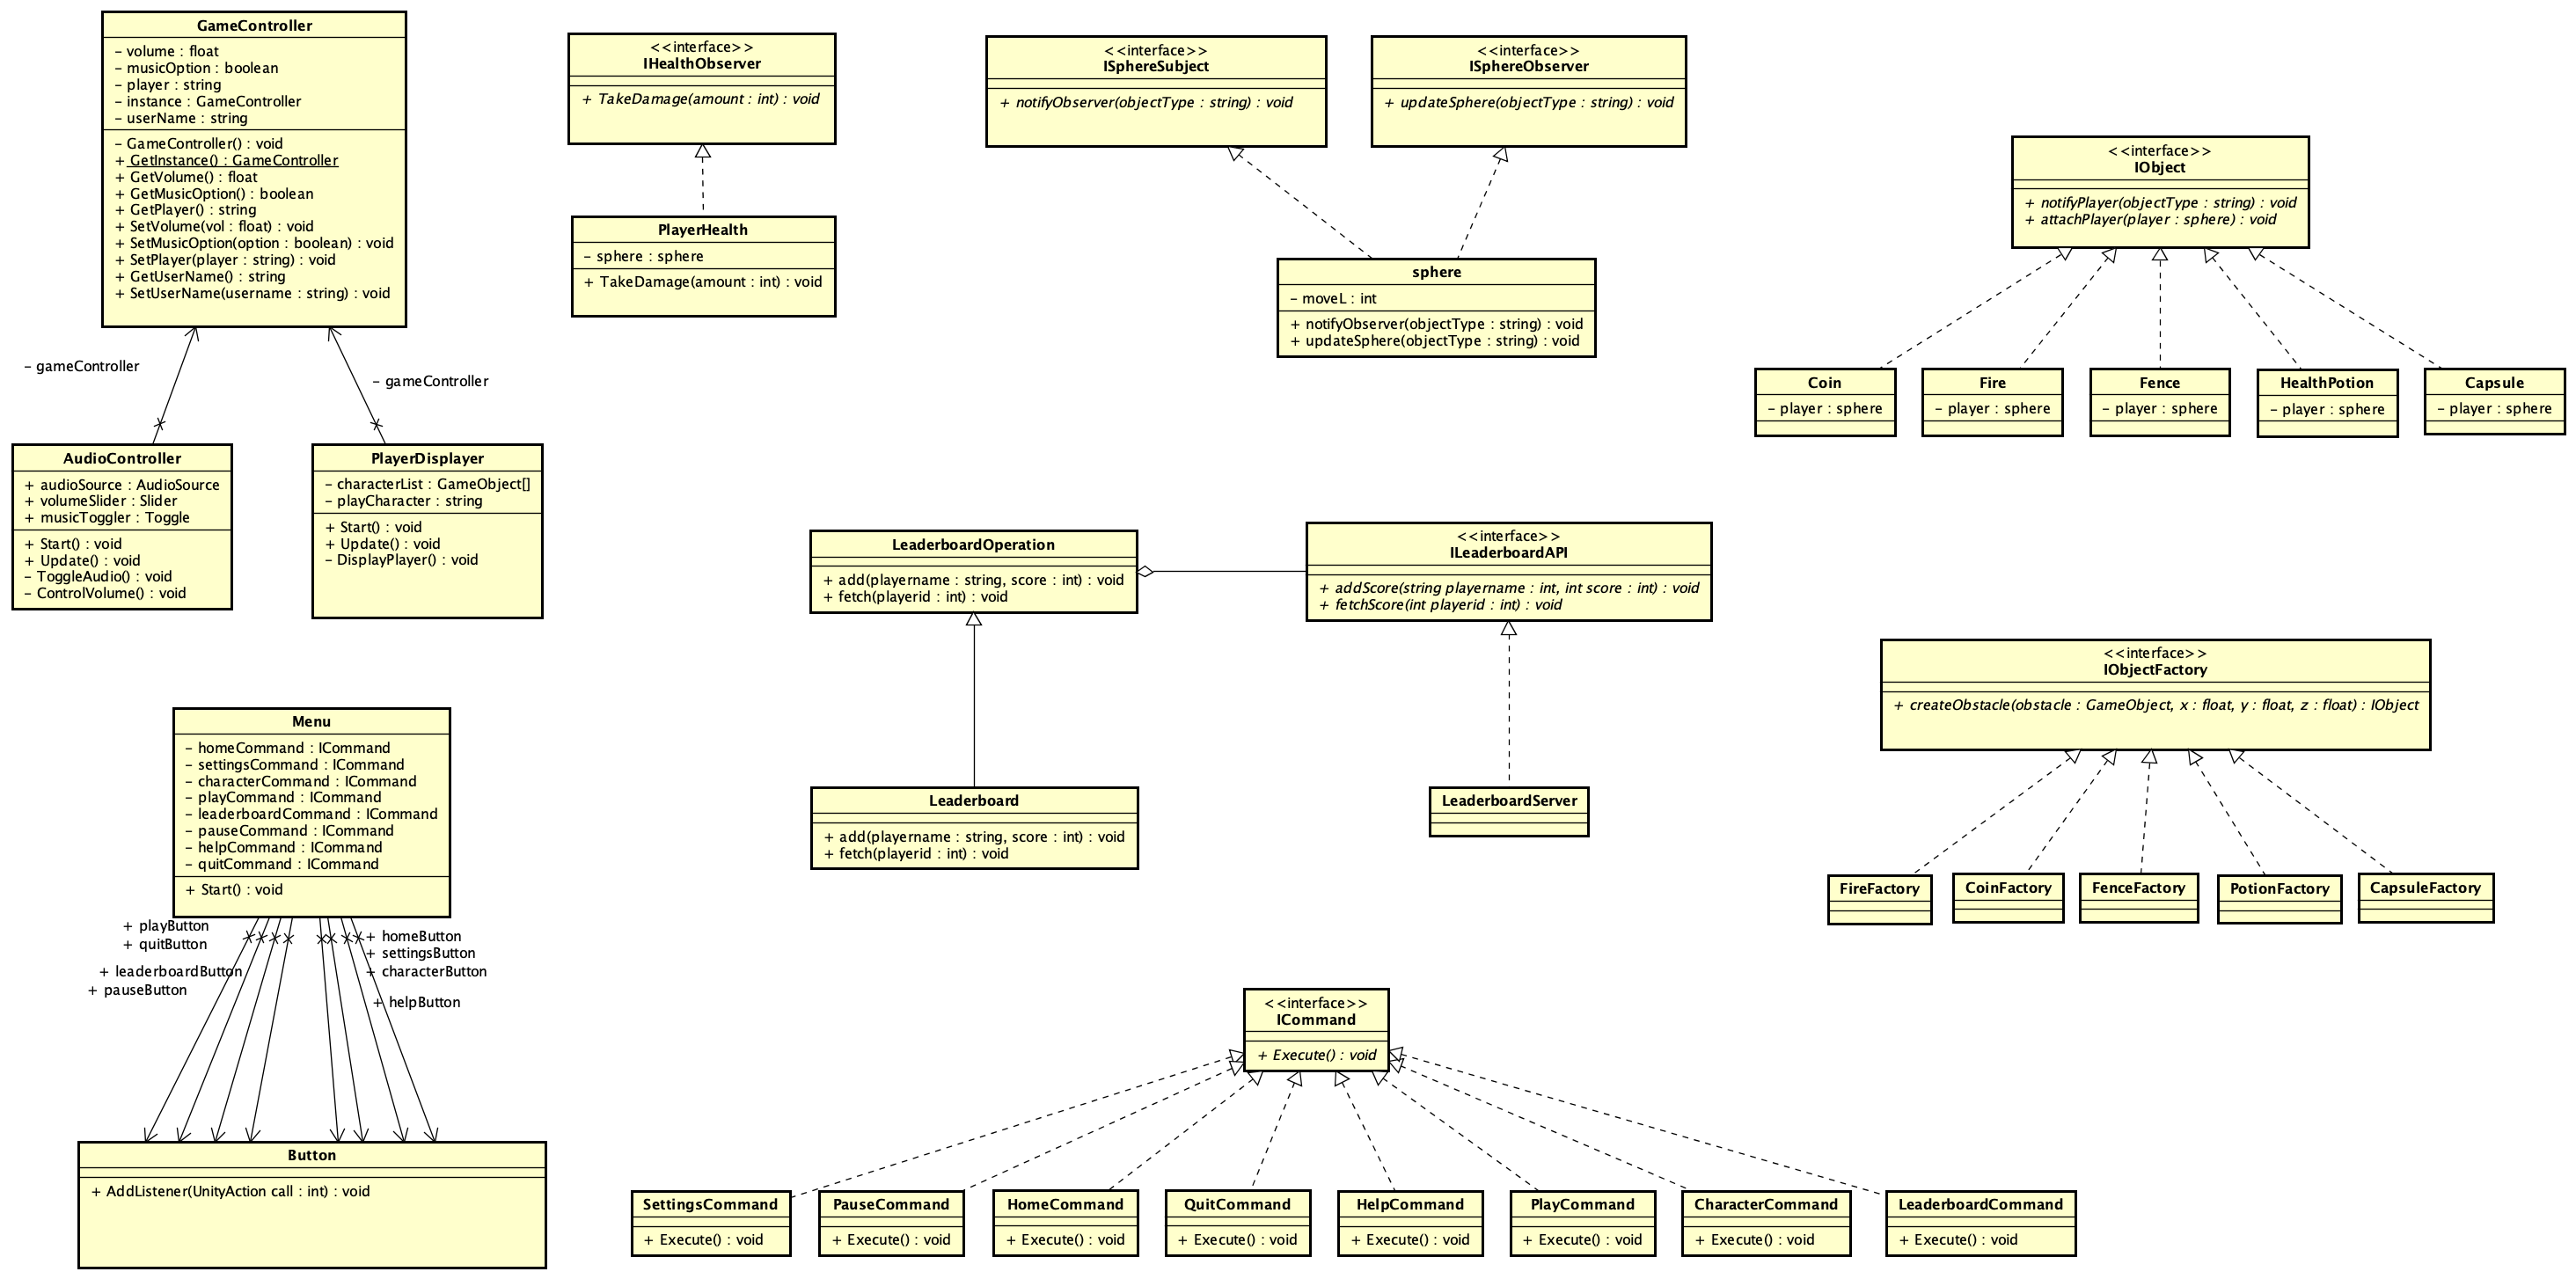 GameController
– volume : float
– musicOption : boolean
– player : string
– instance : GameController
– userName : string
– GameController() : void
+ GetInstance() : GameController
+ GetVolume() : float
+ GetMusicOption() : boolean
+ GetPlayer() : string
+ SetVolume(vol : float) : void
+ SetMusicOption(option : boolean) : void
+ SetPlayer(player : string) : void
+ GetUserName() : string
+ SetUserName(username : string) : void
– gameController
– gameController
AudioController
+ audioSource : AudioSource
+ volumeSlider : Slider
+ musicToggler : Toggle
+ Start() : void
+ Update() : void
– ToggleAudio() : void
– ControlVolume() : void
PlayerDisplayer
– characterList : GameObject[]
– playCharacter : string
+ Start() : void
+ Update() : void
– DisplayPlayer() : void
<<interface>>
IHealthObserver
+ TakeDamage(amount : int) : void
PlayerHealth
– sphere : sphere
+ TakeDamage(amount : int) : void
<<interface>>
ISphereSubject
+ notifyObserver(objectType : string) : void
<<interface>>
ISphereObserver
+ updateSphere(objectType : string) : void
sphere
– moveL : int
+ notifyObserver(objectType : string) : void
+ updateSphere(objectType : string) : void
<<interface>>
IObject
+ notifyPlayer(objectType : string) : void
+ attachPlayer(player : sphere) : void
Coin
– player : sphere
Fire
– player : sphere
Fence
– player : sphere
HealthPotion
– player : sphere
Capsule
– player : sphere
LeaderboardOperation
+ add(playername : string, score : int) : void
+ fetch(playerid : int) : void
<<interface>>
ILeaderboardAPI
+ addScore(string playername : int, int score : int) : void
+ fetchScore(int playerid : int) : void
Leaderboard
+ add(playername : string, score : int) : void
+ fetch(playerid : int) : void
LeaderboardServer
<<interface>>
IObjectFactory
+ createObstacle(obstacle : GameObject, x : float, y : float, z : float) : IObject
FireFactory
CoinFactory
FenceFactory
PotionFactory
CapsuleFactory
Menu
– homeCommand : ICommand
– settingsCommand : ICommand
– characterCommand : ICommand
– playCommand : ICommand
– leaderboardCommand : ICommand
– pauseCommand : ICommand
– helpCommand : ICommand
– quitCommand : ICommand
+ Start() : void
+ playButton
+ quitButton
+ leaderboardButton
+ pauseButton
+ homeButton
+ settingsButton
+ characterButton
+ helpButton
Button
+ AddListener(UnityAction call : int) : void
<<interface>>
ICommand
+ Execute() : void
SettingsCommand
+ Execute() : void
PauseCommand
+ Execute() : void
HomeCommand
+ Execute() : void
QuitCommand
+ Execute() : void
HelpCommand
+ Execute() : void
PlayCommand
+ Execute() : void
CharacterCommand
+ Execute() : void
LeaderboardCommand
+ Execute() : void